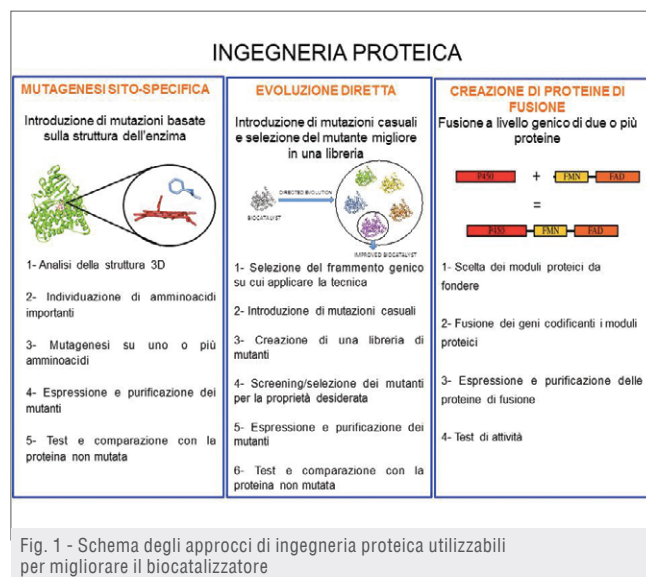 INGEGNERIA PROTEICA
MUTAGENESI SITO-SPECIFICA
Introduzione di mutazioni basate
sulla struttura dell'enzima
1- Analisi della struttura 3D
2- Individuazione di amminoacidi
importanti
3- Mutagenesi su uno o più
amminoacidi
4- Espressione e purificazione dei
mutanti
5- Test e comparazione con la
proteina non mutata
EVOLUZIONE DIRETTA
Introduzione di mutazioni casuali
e selezione del mutante migliore
in una libreria
DIRECTED EVOLUTION
BIOCATALYST
IMPROVED BIOCATALYST
1- Selezione del frammento genico
su cui applicare la tecnica
2- Introduzione di mutazioni casuali
3- Creazione di una libreria di
mutanti
4- Screening/selezione dei mutanti
per la proprietà desiderata
5- Espressione e purificazione dei
mutanti
6- Test e comparazione con la
proteina non mutata
CREAZIONE DI PROTEINE DI
FUSIONE
Fusione a livello genico di due o più
proteine
P450 + FMN FAD
=
P450 FMN FAD
1- Scelta dei moduli proteici da
fondere
2- Fusione dei geni codificanti i moduli
proteici
3- Espressione e purificazione delle
proteine di fusione
4- Test di attività
Fig. 1 - Schema degli approcci di ingegneria proteica utilizzabili
per migliorare il biocatalizzatore